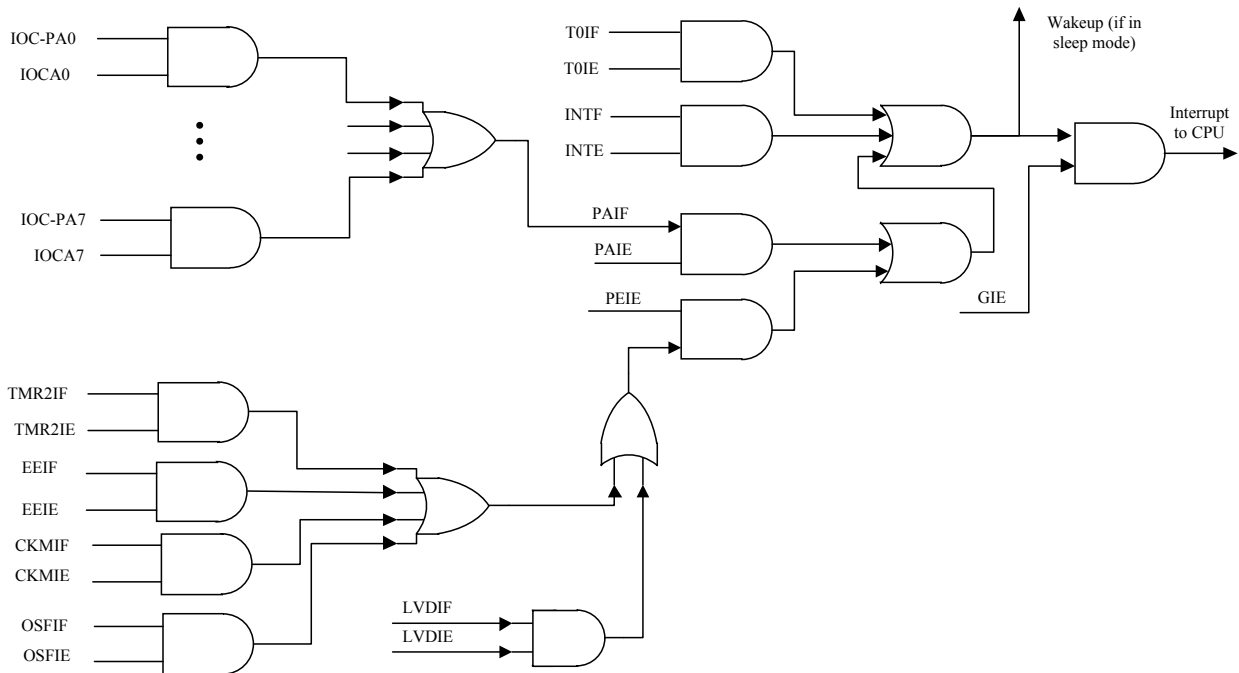 IOC-PA0
IOCA0
IOC-PA7
IOCA7
T0IF
T0IE
INTF
INTE
PAIF
PAIE
PEIE
Wakeup (if in
sleep mode)
Interrupt
to CPU
GIE
TMR2IF
TMR2IE
EEIF
EEIE
CKMIF
CKMIE
OSFIF
OSFIE
LVDIF
LVDIE